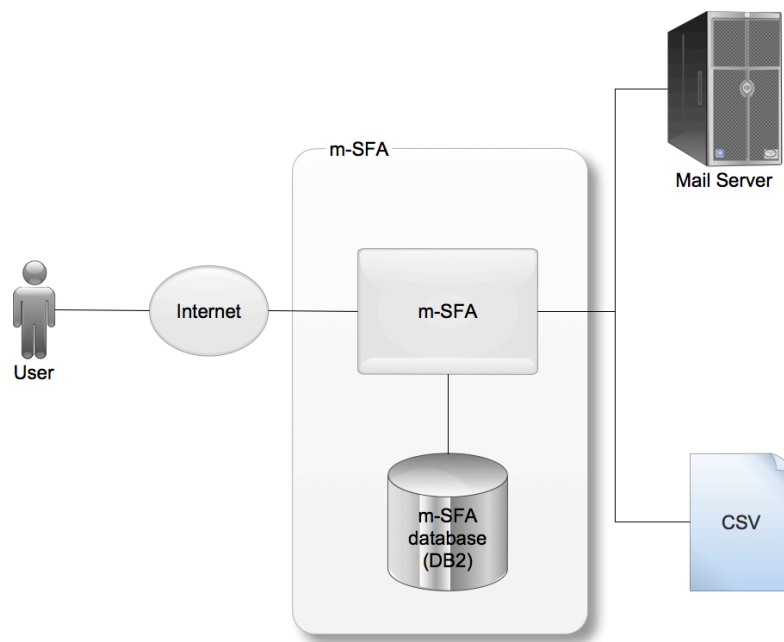 m-SFA
Mail Server
User
Internet
m-SFA
m-SFA
database
(DB2)
CSV